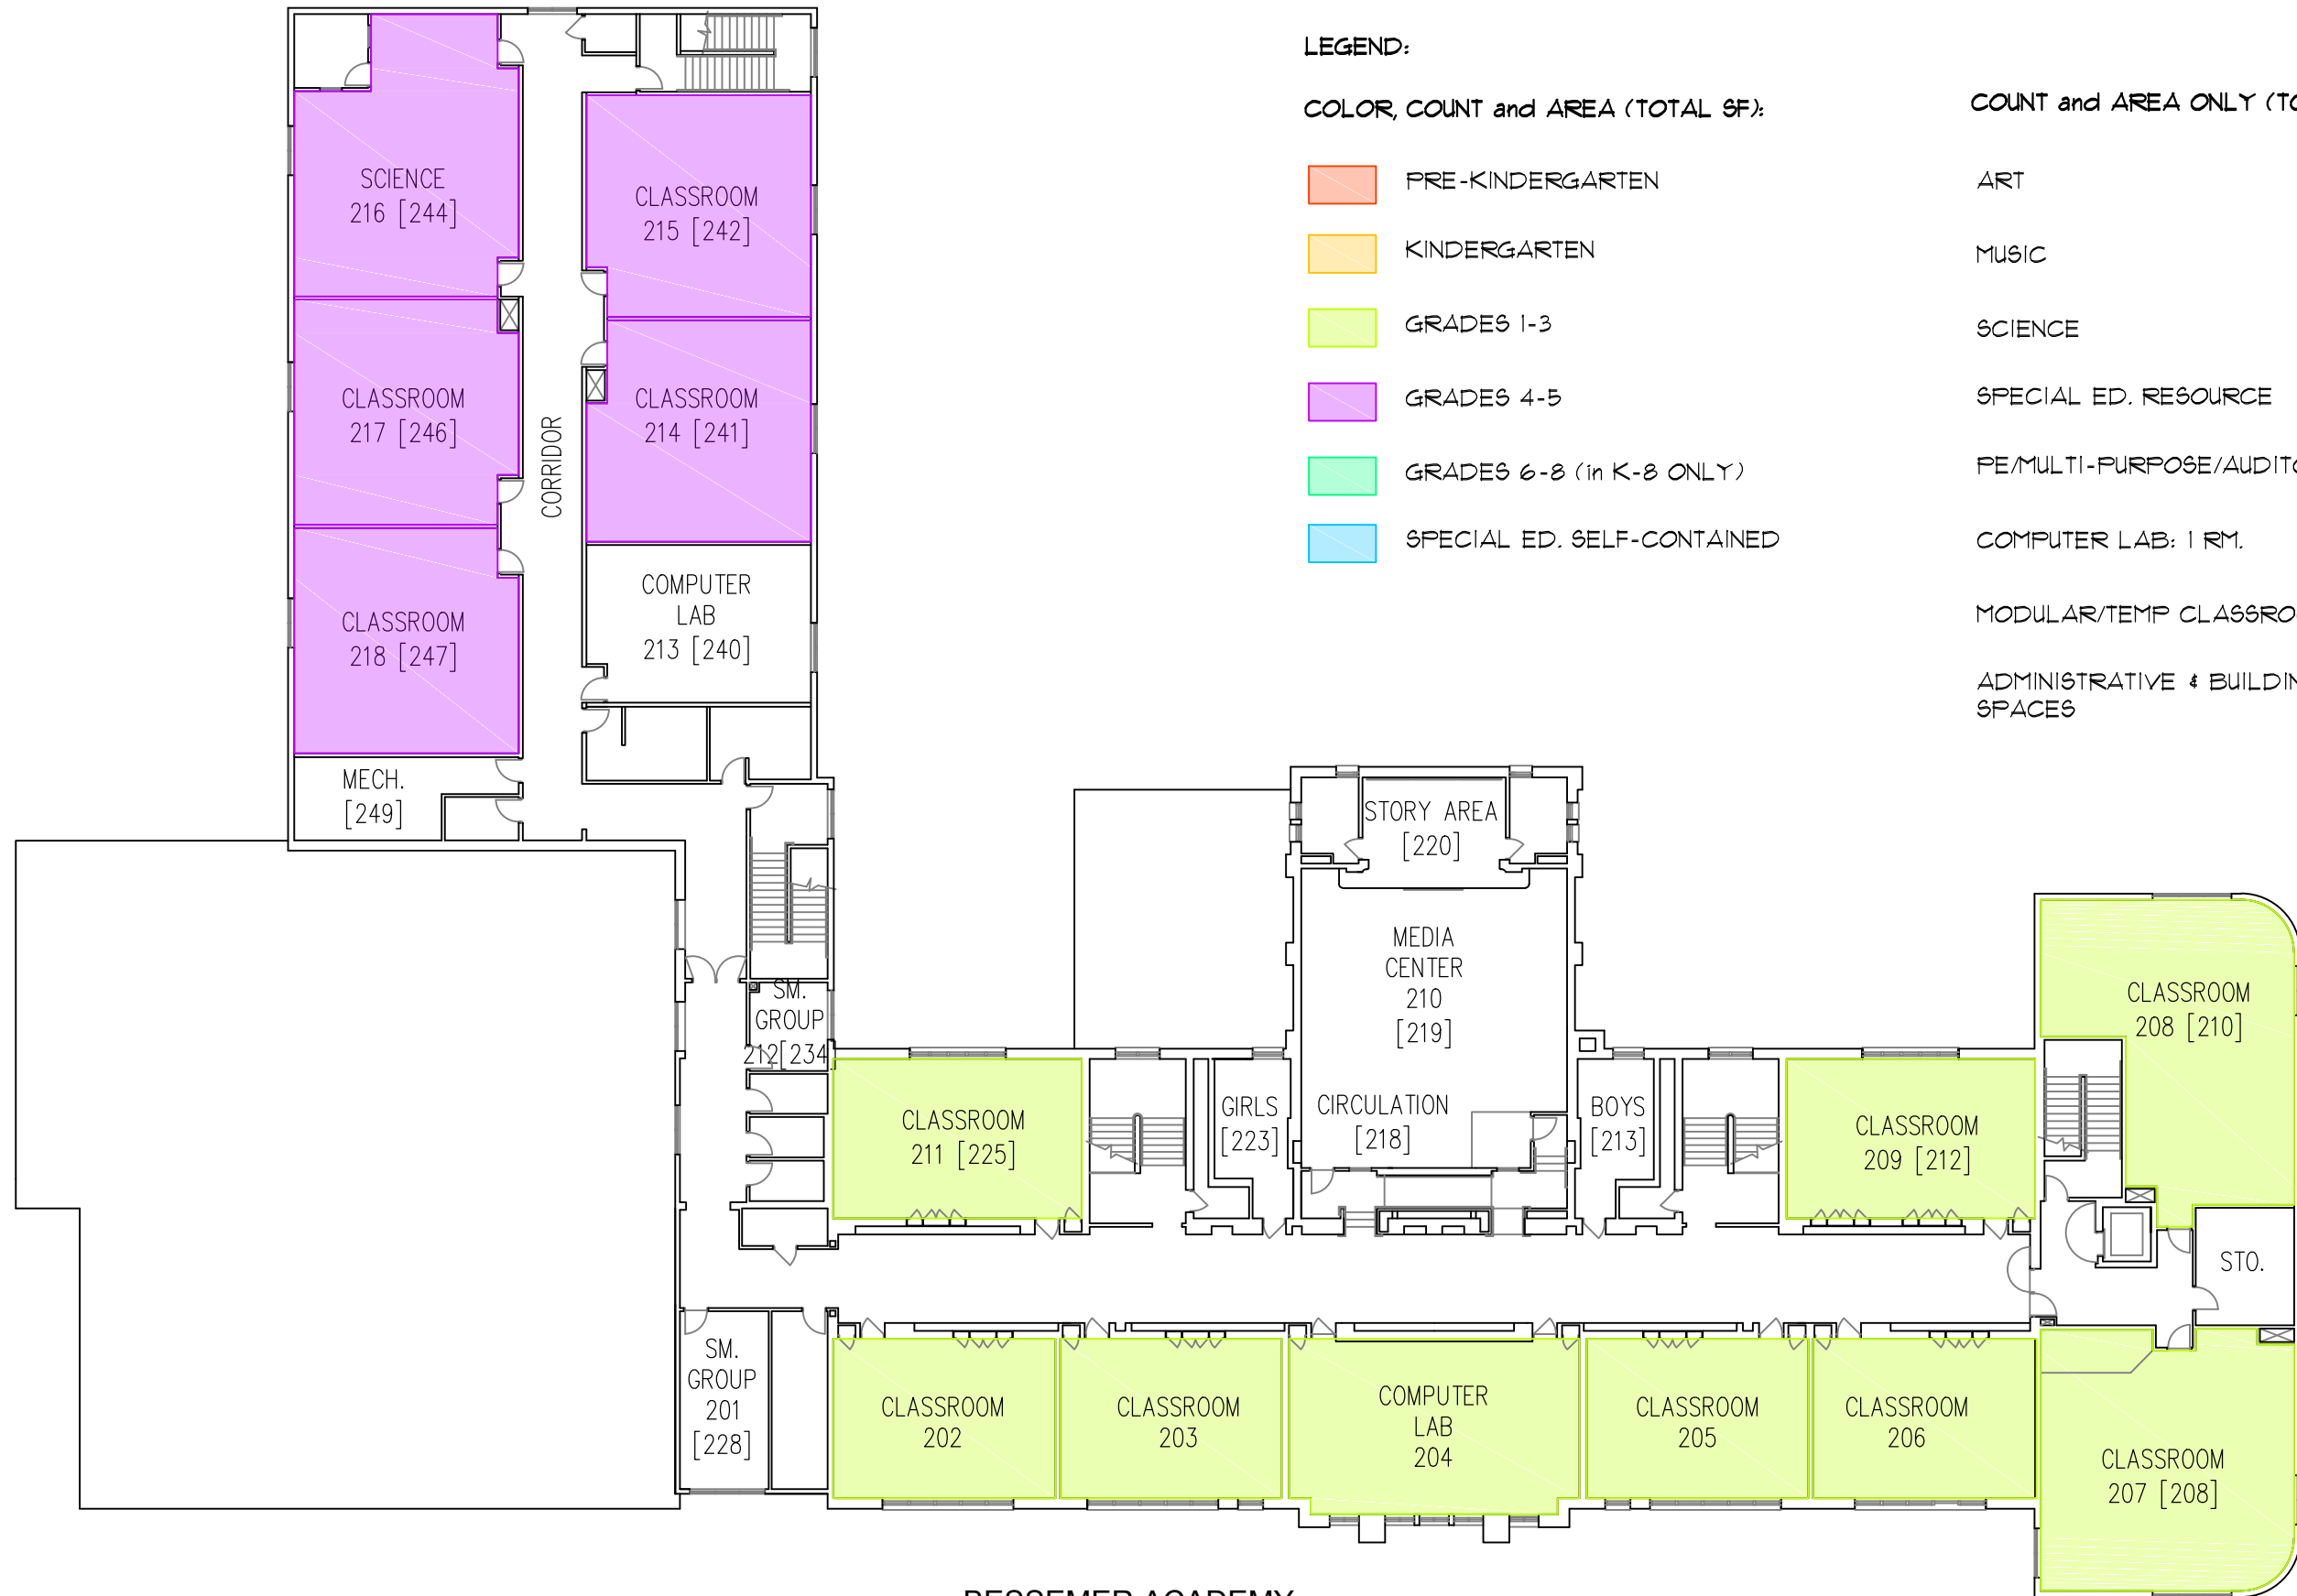 LEGEND:
COLOR, COUNT and AREA (TOTAL SF):
PRE-KINDERGARTEN
KINDERGARTEN
GRADES 1-3
GRADES 4-5
GRADES 6-8 (in K-8 ONLY)
SPECIAL ED. SELF-CONTAINED
COUNT and AREA ONLY
ART
MUSIC
SCIENCE
SPECIAL ED. RESOURCE
COMPUTER LAB: 1 RM.
MODULAR/TEMP
ADMINISTRATIVE &
SPACES
SCIENCE
216 [244]
CLASSROOM
215 [242]
CLASSROOM
217 [246]
CLASSROOM
214 [241]
CORRIDOR
CLASSROOM
218 [247]
COMPUTER
LAB
213 [240]
MECH.
[249]
STORY AREA
[220]
MEDIA
CENTER
210
[219]
CIRCULATION
[218]
SM.
GROUP
212[234]
CLASSROOM
211 [225]
GIRLS
[223]
BOYS
[213]
CLASSROOM
209 [212]
CLASSROOM
208 [210]
STO.
SM.
GROUP
201
[228]
CLASSROOM
202
CLASSROOM
203
COMPUTER
LAB
204
CLASSROOM
205
CLASSROOM
206
CLASSROOM
207 [208]
BESSEMER ACADEMY